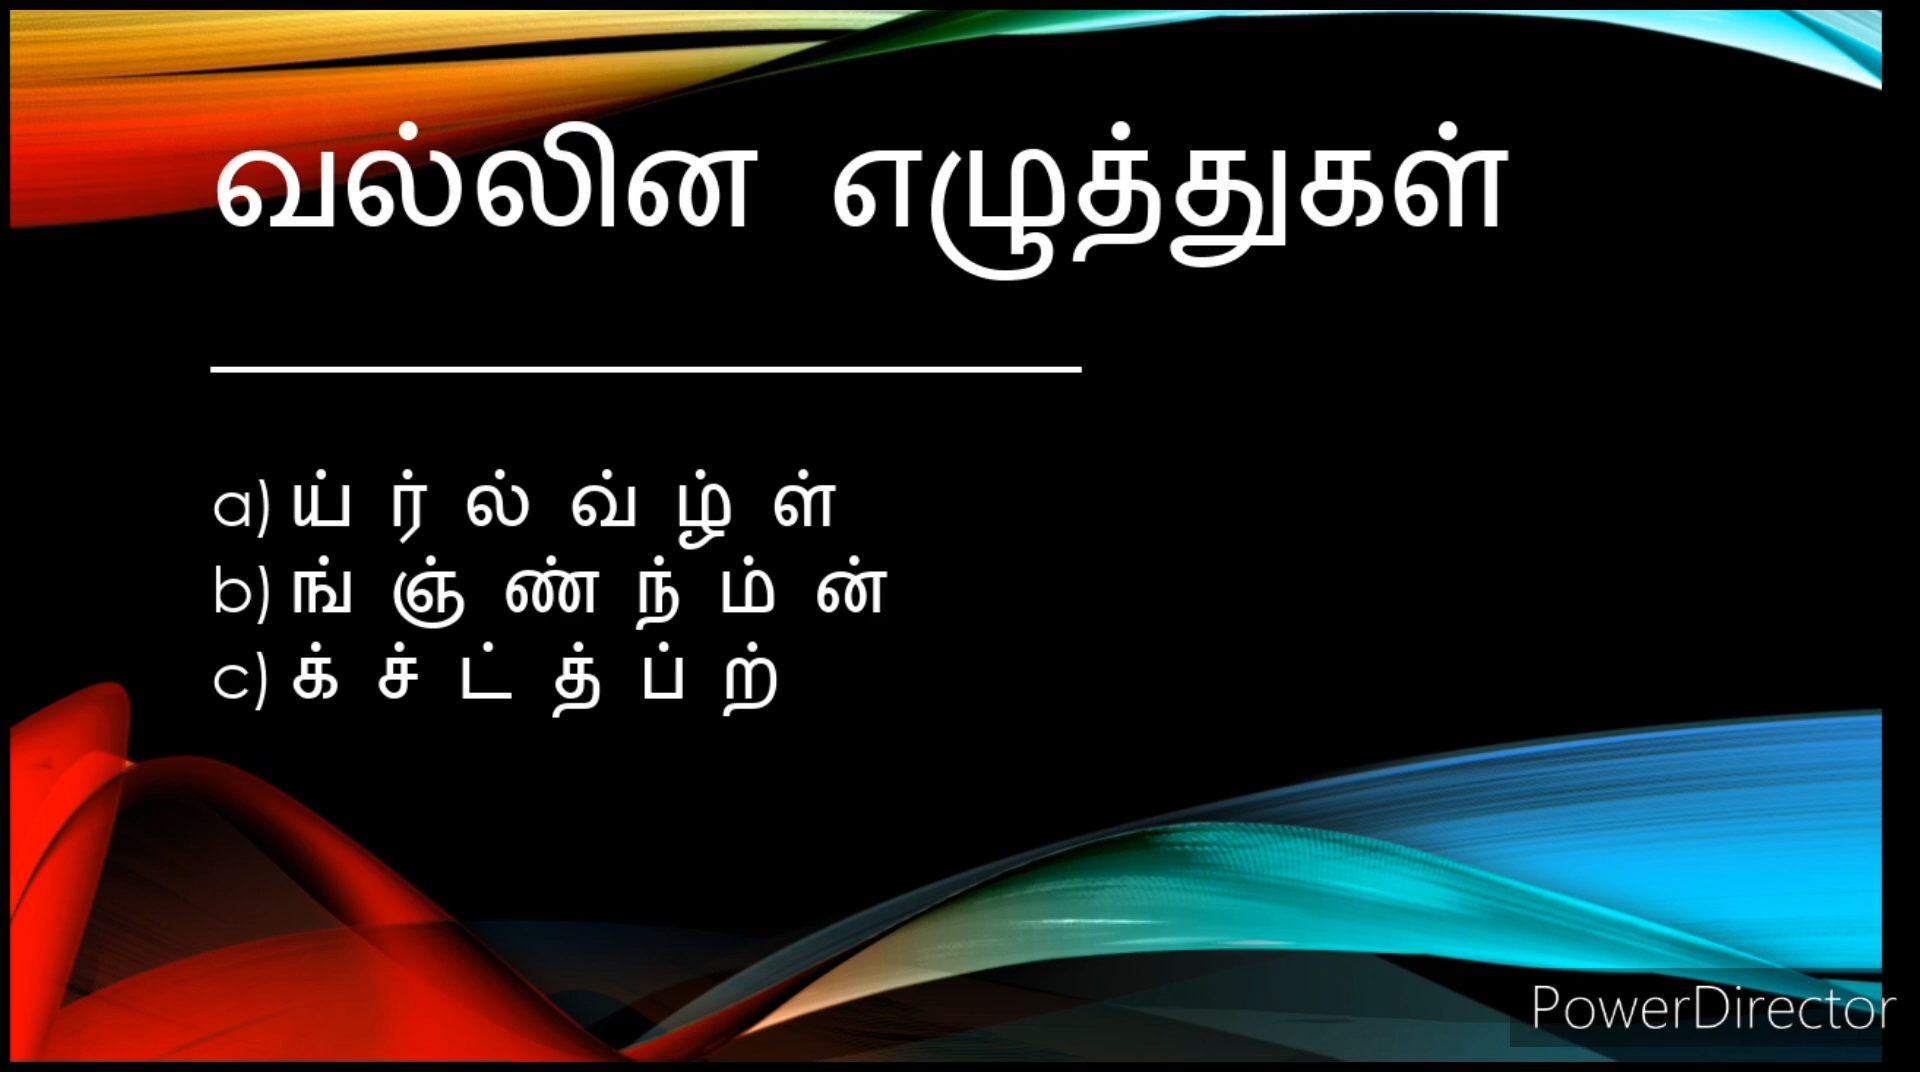 வல்லின எழுத்துகள்
a) ய் ர் ல் வ் ழ் ள்
b) ங் ஞ் ண் ந் ம் ன்
c) க் ச் ட் த் ப் ற்
PowerDirector